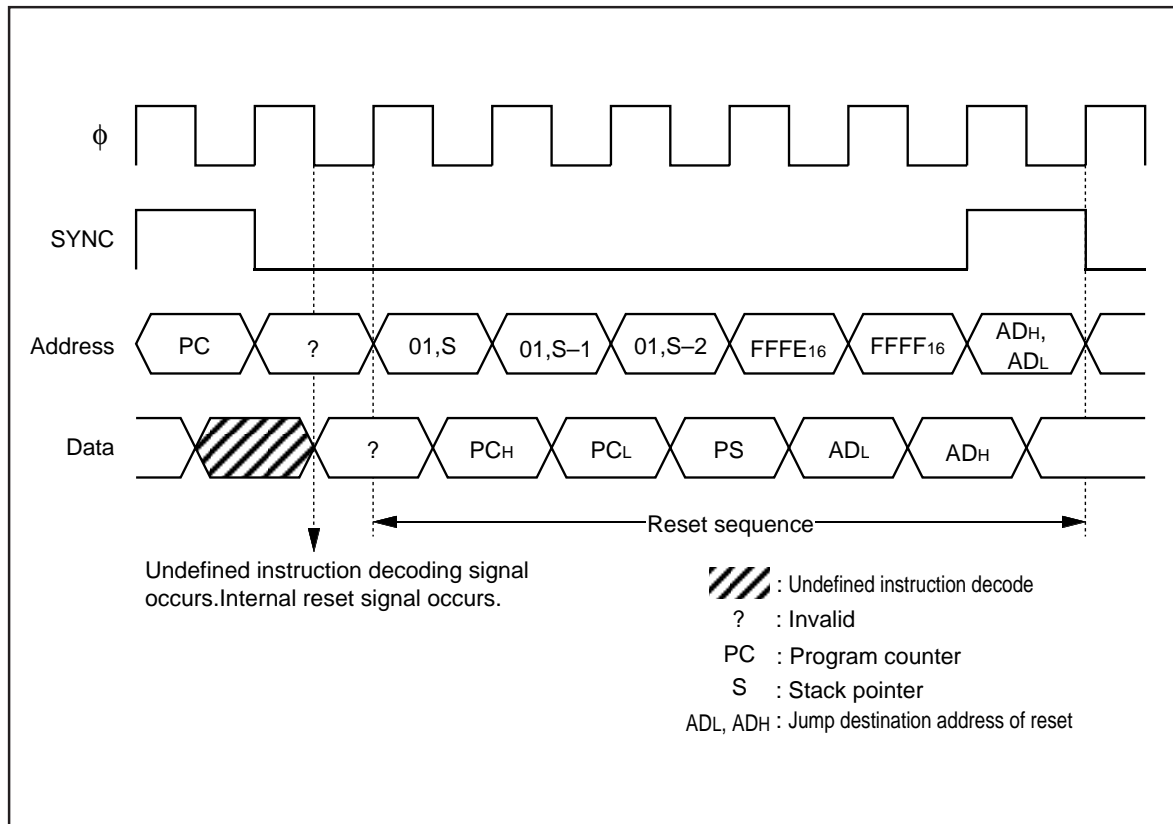 ϕ
SYNC
Address PC ? 01,S 01,S–1 01,S–2 FFFE16 FFFF16 ADH,
ADL
Data ? PCH PCL PS ADL ADH
Reset sequence
Undefined instruction decoding signal
occurs.Internal reset signal occurs.
: Undefined instruction decode
? : Invalid
PC : Program counter
S : Stack pointer
ADL, ADH : Jump destination address of reset